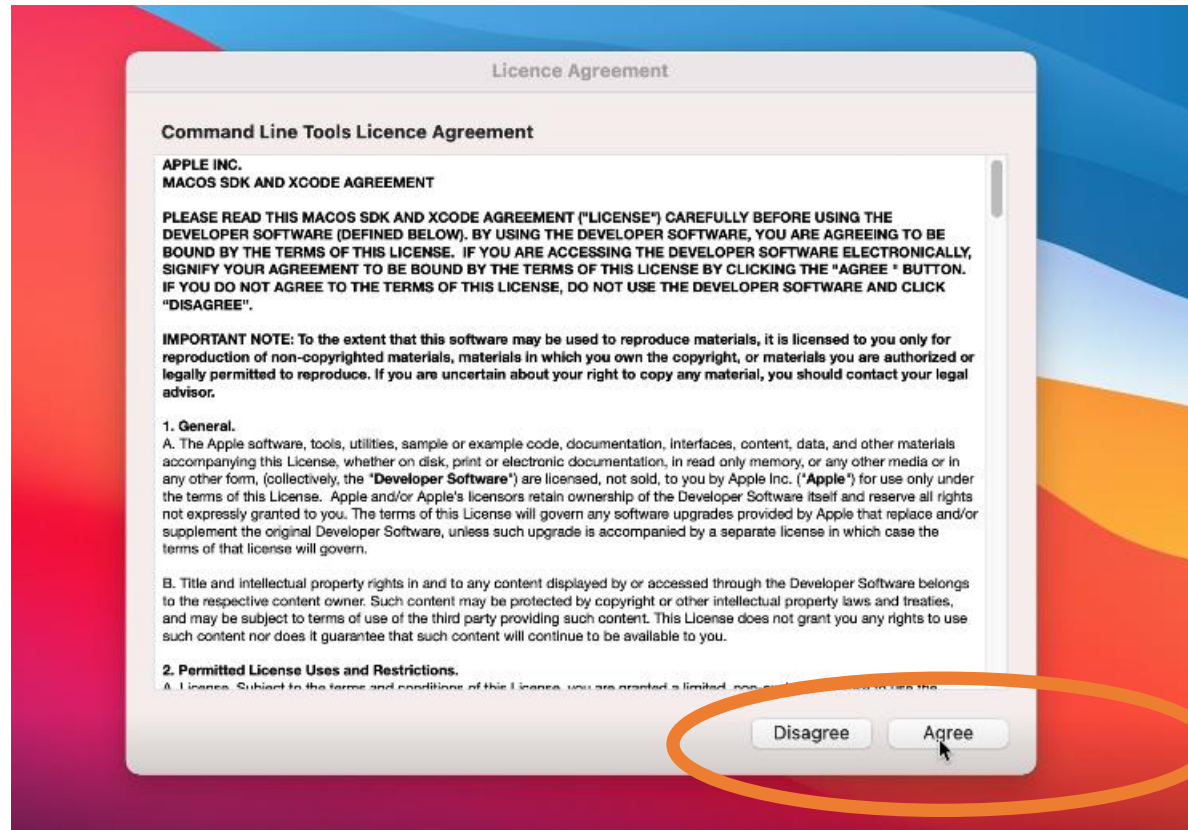 Licence Agreement
Command Line Tools Licence Agreement
APPLE INC.
MACOS SDK AND XCODE AGREEMENT
PLEASE READ THIS MACOS SDK AND XCODE AGREEMENT ("LICENSE") CAREFULLY BEFORE USING THE
DEVELOPER SOFTWARE (DEFINED BELOW). BY USING THE DEVELOPER SOFTWARE, YOU ARE AGREEING TO BE
BOUND BY THE TERMS OF THIS LICENSE.  IF YOU ARE ACCESSING THE DEVELOPER SOFTWARE ELECTRONICALLY,
SIGNIFY YOUR AGREEMENT TO BE BOUND BY THE TERMS OF THIS LICENSE BY CLICKING THE "AGREE " BUTTON.
IF YOU DO NOT AGREE TO THE TERMS OF THIS LICENSE, DO NOT USE THE DEVELOPER SOFTWARE AND CLICK
"DISAGREE".
IMPORTANT NOTE: To the extent that this software may be used to reproduce materials, it is licensed to you only for
reproduction of non-copyrighted materials, materials in which you own the copyright, or materials you are authorized or
legally permitted to reproduce. If you are uncertain about your right to copy any material, you should contact your legal
advisor.
1. General.
A. The Apple software, tools, utilities, sample or example code, documentation, interfaces, content, data, and other materials
accompanying this License, whether on disk, print or electronic documentation, in read only memory, or any other media or in
any other form, (collectively, the "Developer Software") are licensed, not sold, to you by Apple Inc. ("Apple") for use only under
the terms of this License.  Apple and/or Apple's licensors retain ownership of the Developer Software itself and reserve all rights
not expressly granted to you. The terms of this License will govern any software upgrades provided by Apple that replace and/or
supplement the original Developer Software, unless such upgrade is accompanied by a separate license in which case the
terms of that license will govern.
B. Title and intellectual property rights in and to any content displayed by or accessed through the Developer Software belongs
to the respective content owner. Such content may be protected by copyright or other intellectual property laws and treaties,
and may be subject to terms of use of the third party providing such content. This License does not grant you any rights to use
such content nor does it guarantee that such content will continue to be available to you.
2. Permitted License Uses and Restrictions.
A. License. Subject to the terms and conditions of this License, you are granted a limited, to use the
Disagree Agree